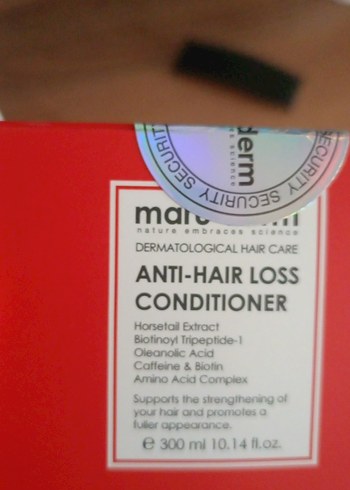 derm
SECURITY SECURITY
nature embraces science
DERMATOLOGICAL HAIR CARE
ANTI-HAIR LOSS
CONDITIONER
Horsetail Extract
Biotinoyl Tripeptide-1
Oleanolic Acid
Caffeine & Biotin
Amino Acid Complex
Supports the strengthening of
your hair and promotes a
fuller appearance.
℮ 300 ml 10.14 fl.oz.